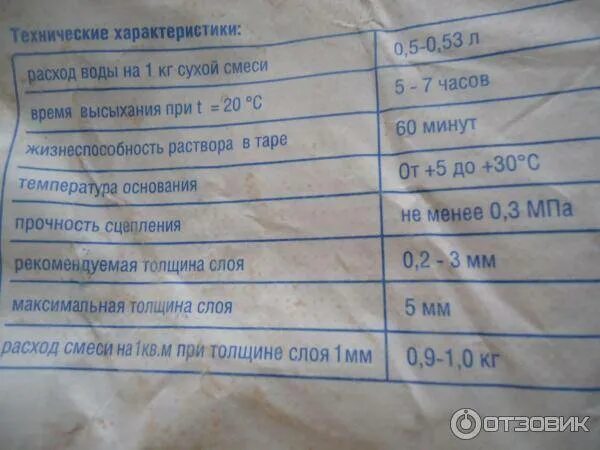 Технические характеристики:
расход воды на 1 кг сухой смеси 0,5-0,53 л
время высыхания при t = 20 °С 5 - 7 часов
жизнеспособность раствора в таре 60 минут
температура основания От +5 до +30°С
прочность сцепления не менее 0,3 МПа
рекомендуемая толщина слоя 0,2 - 3 мм
максимальная толщина слоя 5 мм
расход смеси на 1кв.м при толщине слоя 1мм 0,9-1,0 кг
ОТЗОВИК